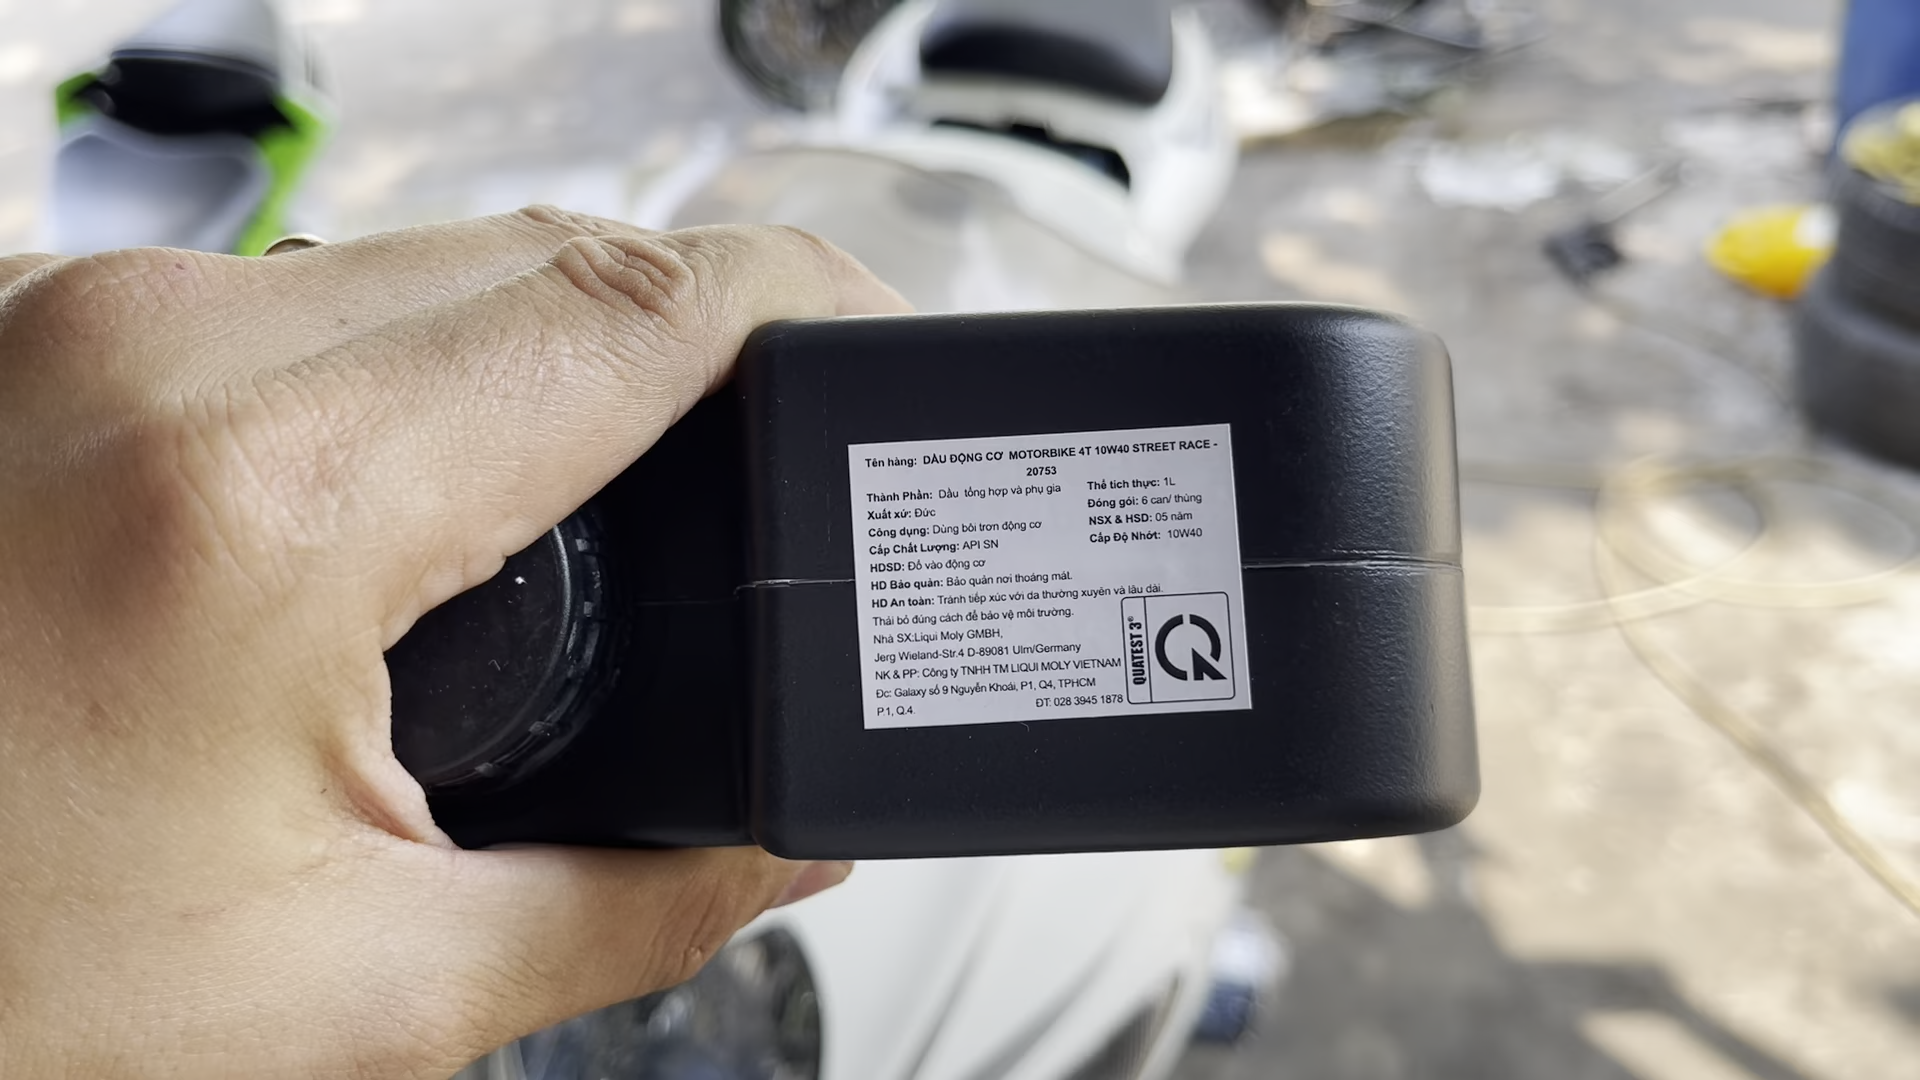 Tên hàng: DẦU ĐỘNG CƠ MOTORBIKE 4T 10W40 STREET RACE -
20753
Thành Phần: Dầu tổng hợp và phụ gia
Thể tích thực: 1L
Xuất xứ: Đức
Đóng gói: 6 can/ thùng
Công dụng: Dùng bôi trơn động cơ
NSX & HSD: 05 năm
Cấp Chất Lượng: API SN
Cấp Độ Nhớt: 10W40
HDSD: Đổ vào động cơ
HD Bảo quản: Bảo quản nơi thoáng mát.
HD An toàn: Tránh tiếp xúc với da thường xuyên và lâu dài.
Thải bỏ đúng cách để bảo vệ môi trường.
Nhà SX:Liqui Moly GMBH,
Jerg Wieland-Str.4 D-89081 Ulm/Germany
NK & PP: Công ty TNHH TM LIQUI MOLY VIETNAM
Đc: Galaxy số 9 Nguyễn Khoái, P1, Q4, TPHCM
P.1, Q.4.
ĐT: 028 3945 1878
QUATEST 3®